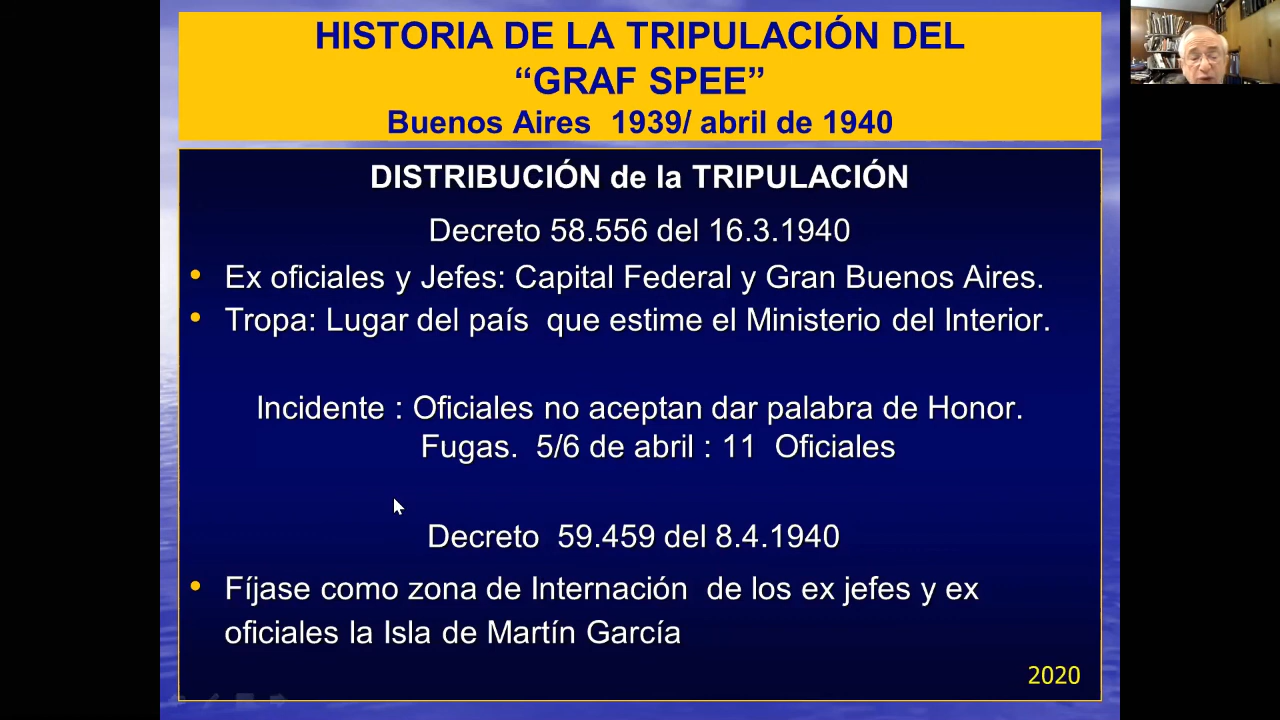 HISTORIA DE LA TRIPULACIÓN DEL
“GRAF SPEE”
Buenos Aires 1939/ abril de 1940
DISTRIBUCIÓN de la TRIPULACIÓN
Decreto 58.556 del 16.3.1940
• Ex oficiales y Jefes: Capital Federal y Gran Buenos Aires.
• Tropa: Lugar del país que estime el Ministerio del Interior.
Incidente : Oficiales no aceptan dar palabra de Honor.
Fugas. 5/6 de abril : 11 Oficiales
Decreto 59.459 del 8.4.1940
• Fíjase como zona de Internación de los ex jefes y ex
oficiales la Isla de Martín García
2020